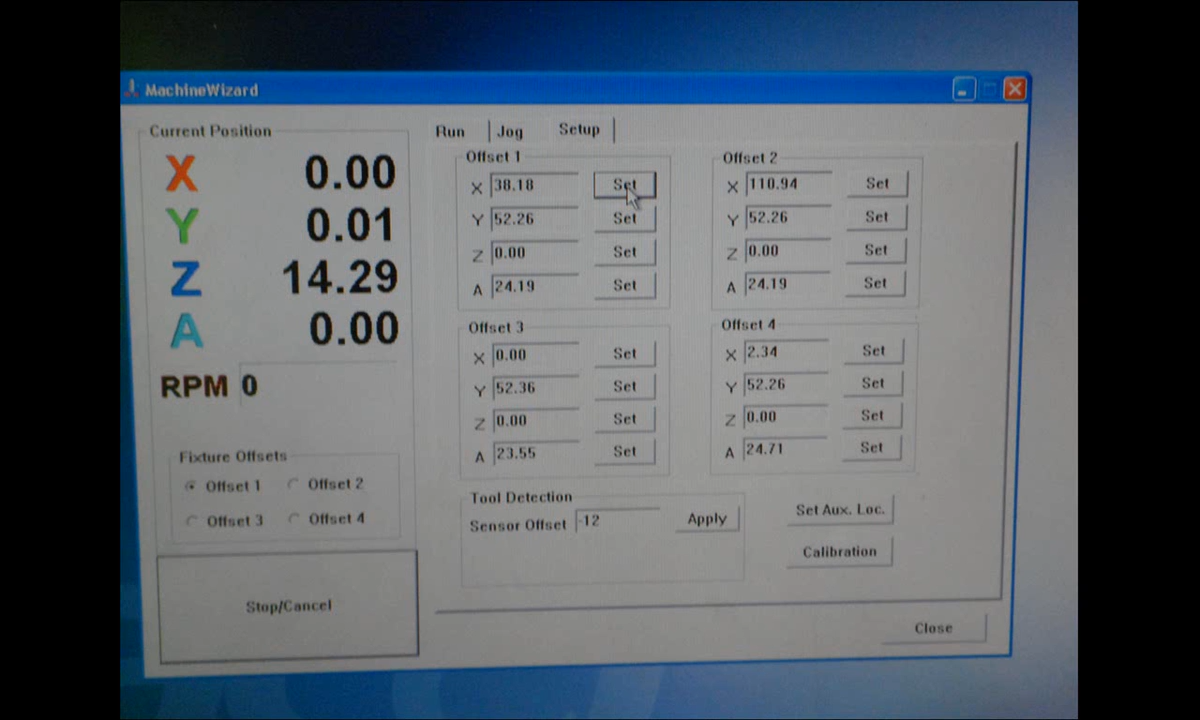 MachineWizard
Current Position
X 0.00
Y 0.01
Z 14.29
A 0.00
RPM 0
Fixture Offsets
Offset 1 Offset 2
Offset 3 Offset 4
Stop/Cancel
Run Jog Setup
Offset 1
X 38.18 Set
Y 52.26 Set
Z 0.00 Set
A 24.19 Set
Offset 2
X 110.94 Set
Y 52.26 Set
Z 0.00 Set
A 24.19 Set
Offset 3
X 0.00 Set
Y 52.36 Set
Z 0.00 Set
A 23.55 Set
Offset 4
X 2.34 Set
Y 52.26 Set
Z 0.00 Set
A 24.71 Set
Tool Detection
Sensor Offset -12 Apply
Set Aux. Loc.
Calibration
Close